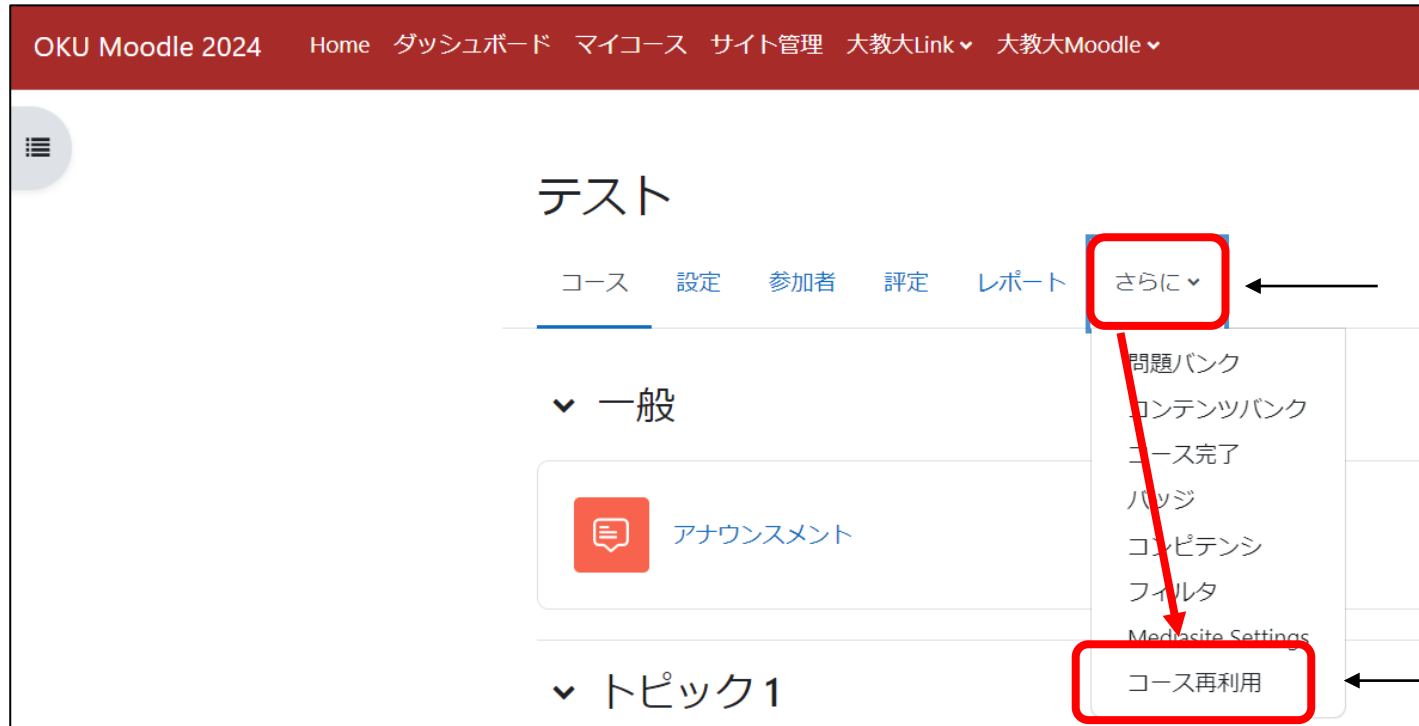 OKU Moodle 2024 Home ダッシュボード マイコース サイト管理 大教大Link 大教大Moodle
テスト
コース 設定 参加者 評定 レポート さらに
問題バンク
コンテンツバンク
コース完了
バッジ
コンピテンシ
フィルタ
Mediasite Settings
コース再利用
一般
アナウンスメント
トピック 1